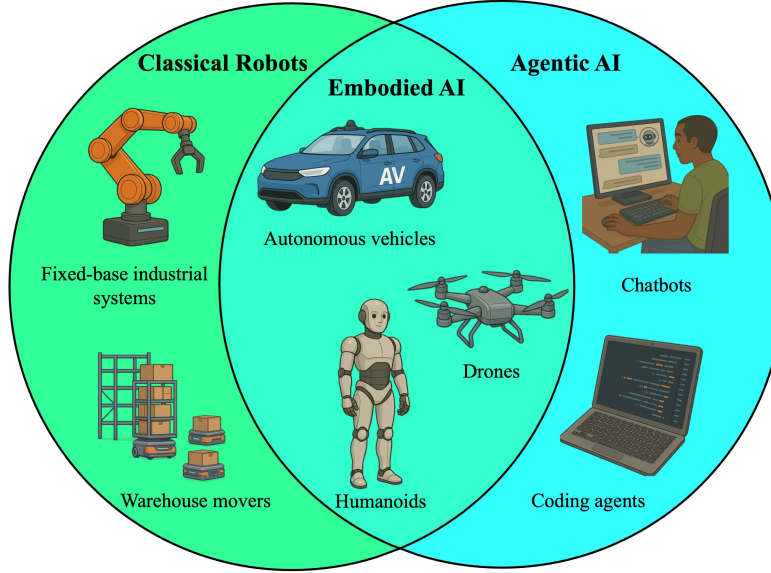 Classical Robots
Embodied AI
Agentic AI
AV
Autonomous vehicles
Fixed-base industrial
systems
Chatbots
Drones
Warehouse movers
Humanoids
Coding agents